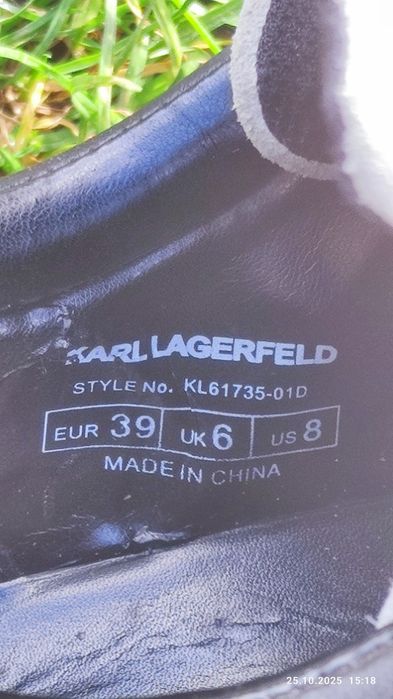 KARL LAGERFELD
STYLE No. KL61735-01D
EUR 39 UK 6 US 8
MADE IN CHINA
25.10.2025 15:18